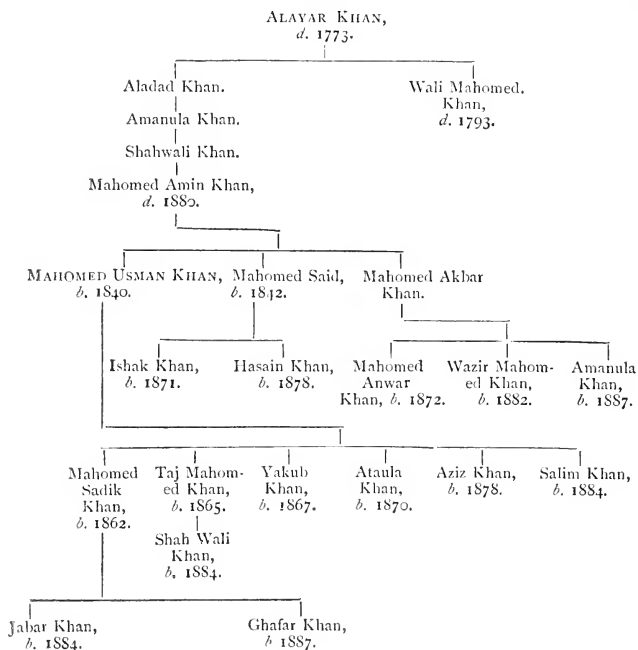 ALAYAR KHAN,
d. 1773.
Aladad Khan.
Wali Mahomed.
Khan,
d. 1793.
Amanula Khan.
Shahwali Khan.
Mahomed Amin Khan,
d. 1880.
MAHOMED USMAN KHAN,
b. 1840.
Mahomed Said,
b. 1842.
Mahomed Akbar
Khan.
Ishak Khan,
b. 1871.
Hasain Khan,
b. 1878.
Mahomed
Anwar
Khan, b. 1872.
Wazir Mahom-
ed Khan,
b. 1882.
Amanula
Khan,
b. 1887.
Mahomed
Sadik
Khan,
b. 1862.
Taj Mahom-
ed Khan,
b. 1865.
Yakub
Khan,
b. 1867.
Ataula
Khan,
b. 1870.
Aziz Khan,
b. 1878.
Salim Khan,
b. 1884.
Shah Wali
Khan,
b. 1884.
Jabar Khan,
b. 1884.
Ghafar Khan,
b 1887.